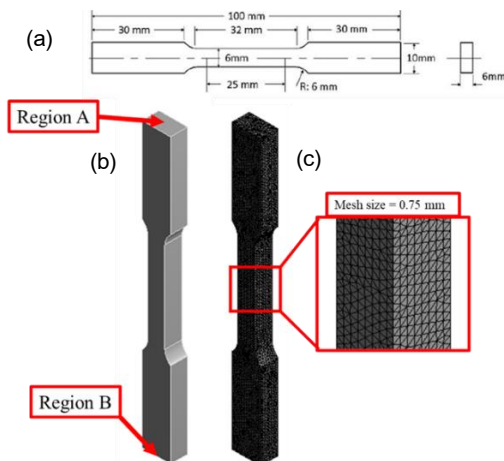 (a)
100 mm
30 mm
32 mm
30 mm
6mm
10mm
25 mm
R: 6 mm
6mm
Region A
(b)
(c)
Mesh size = 0.75 mm
Region B